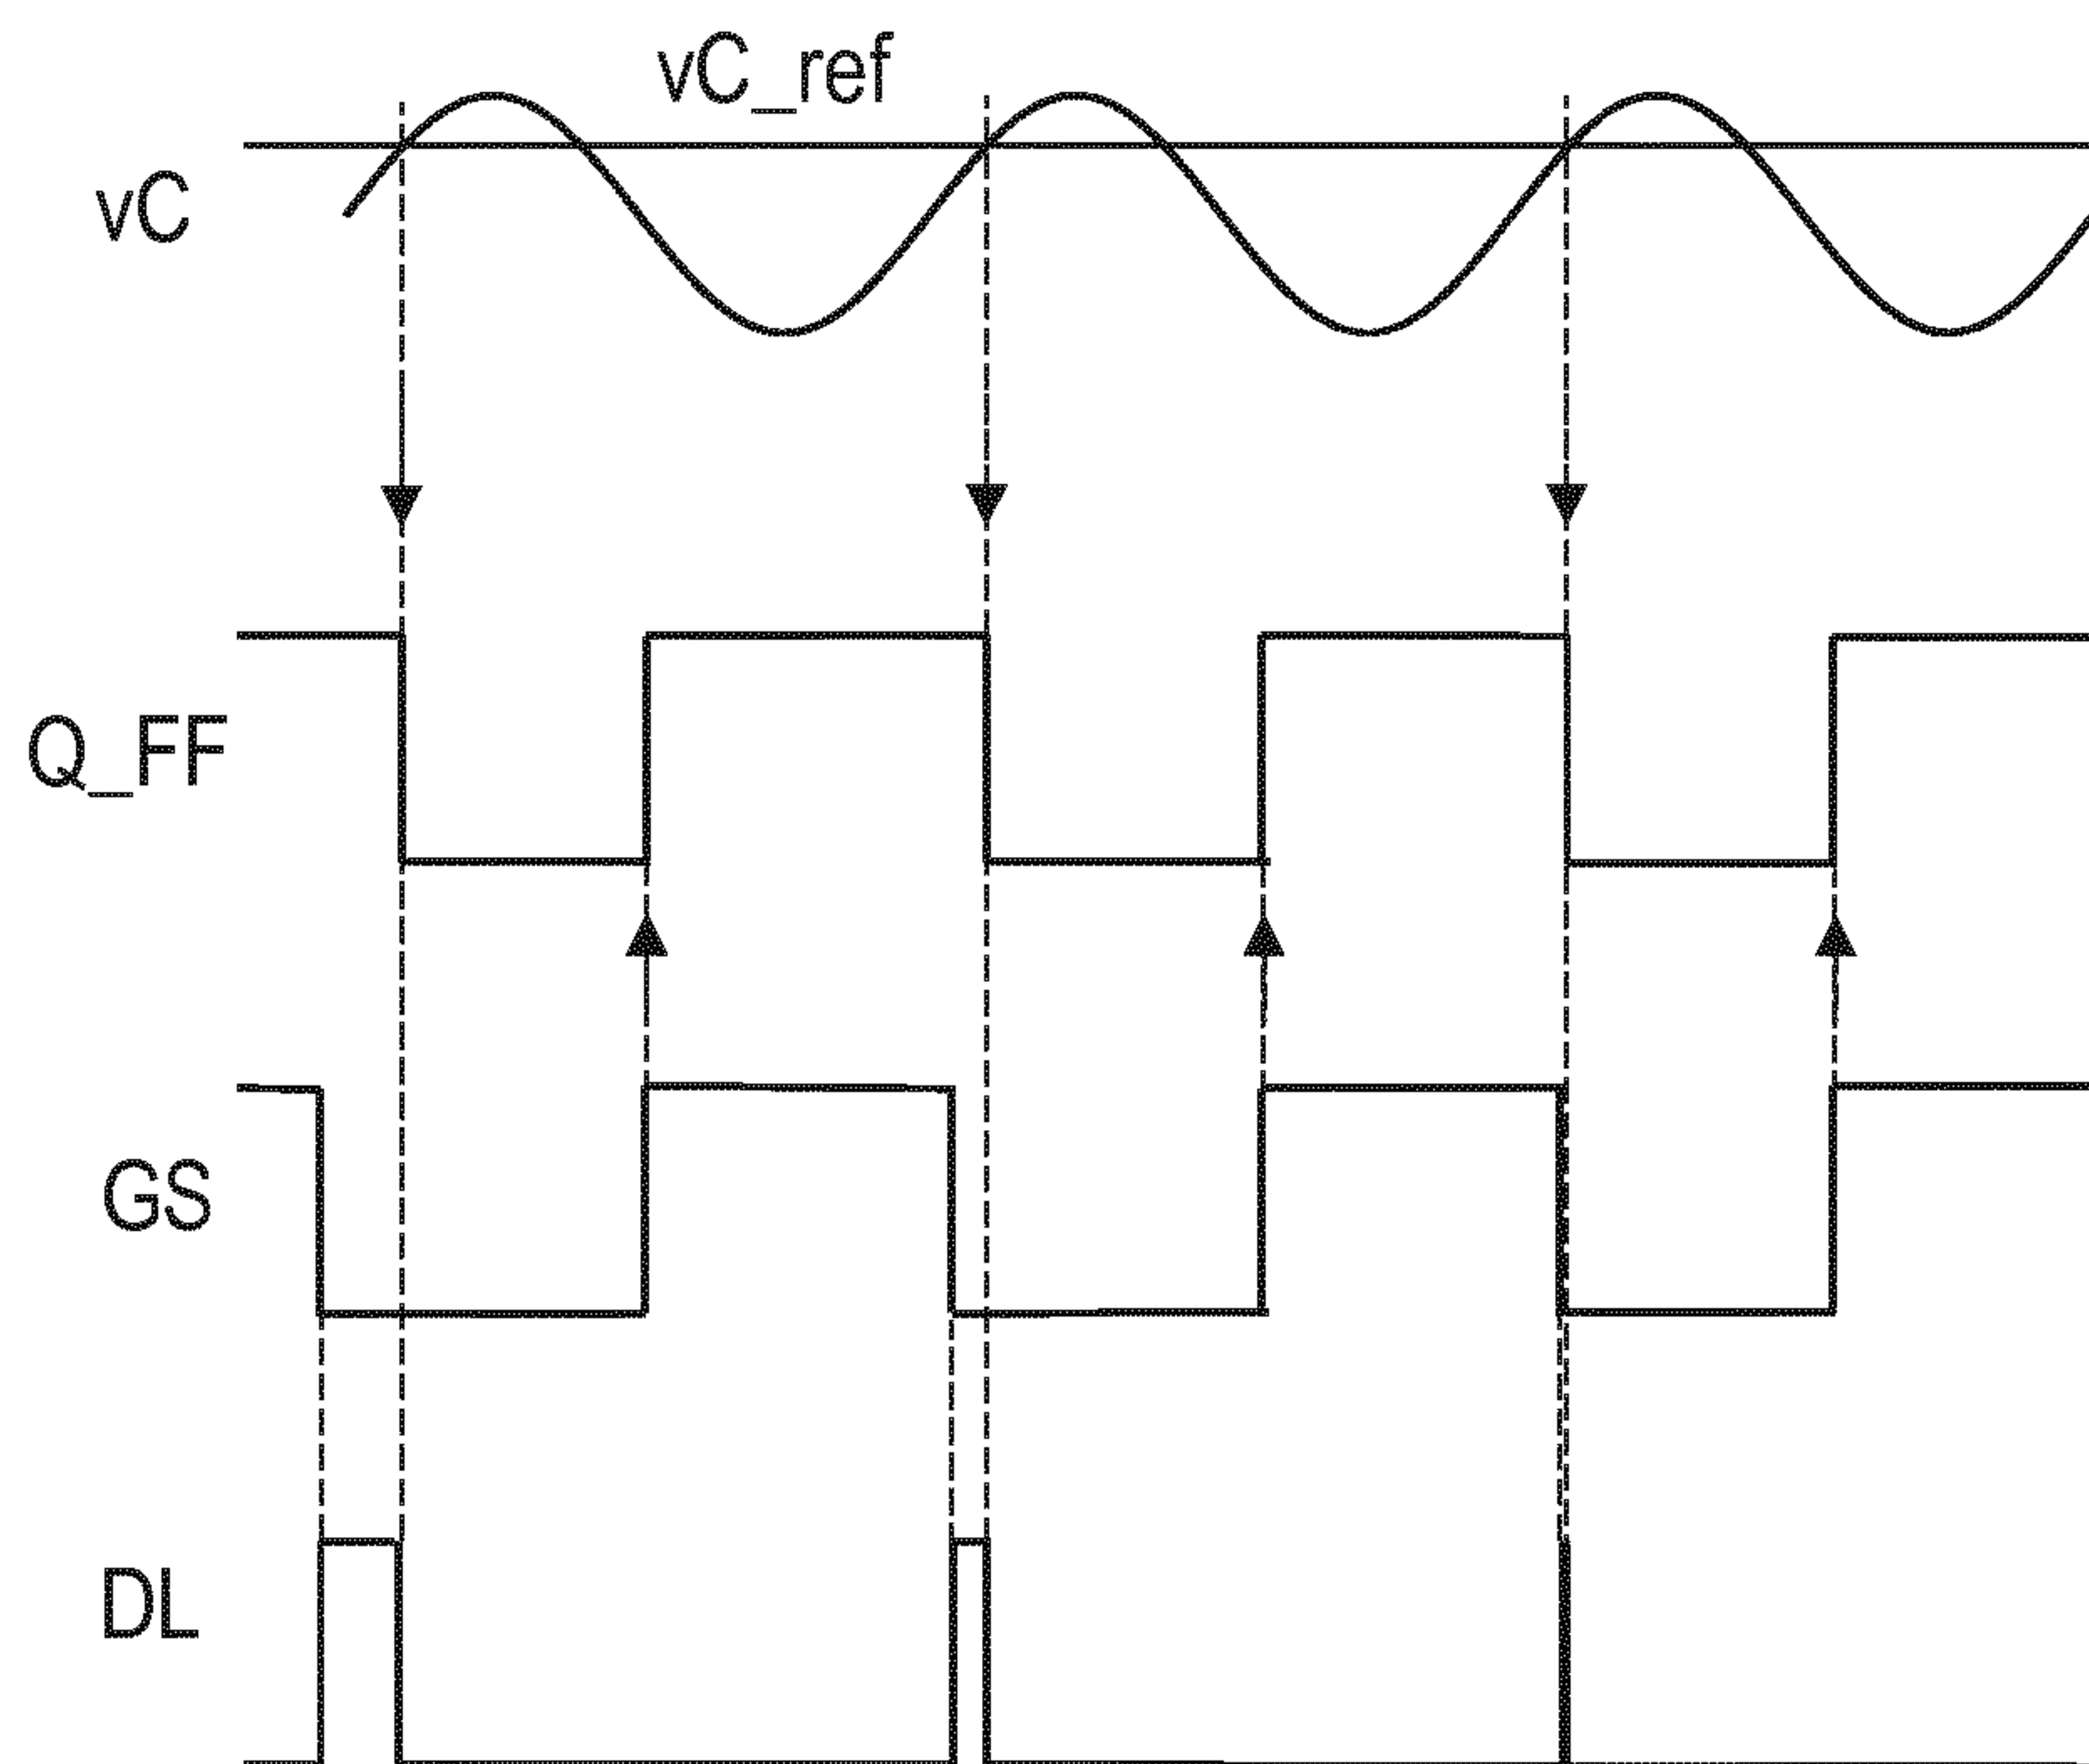 vC_ref
vC
Q_FF
GS
DL